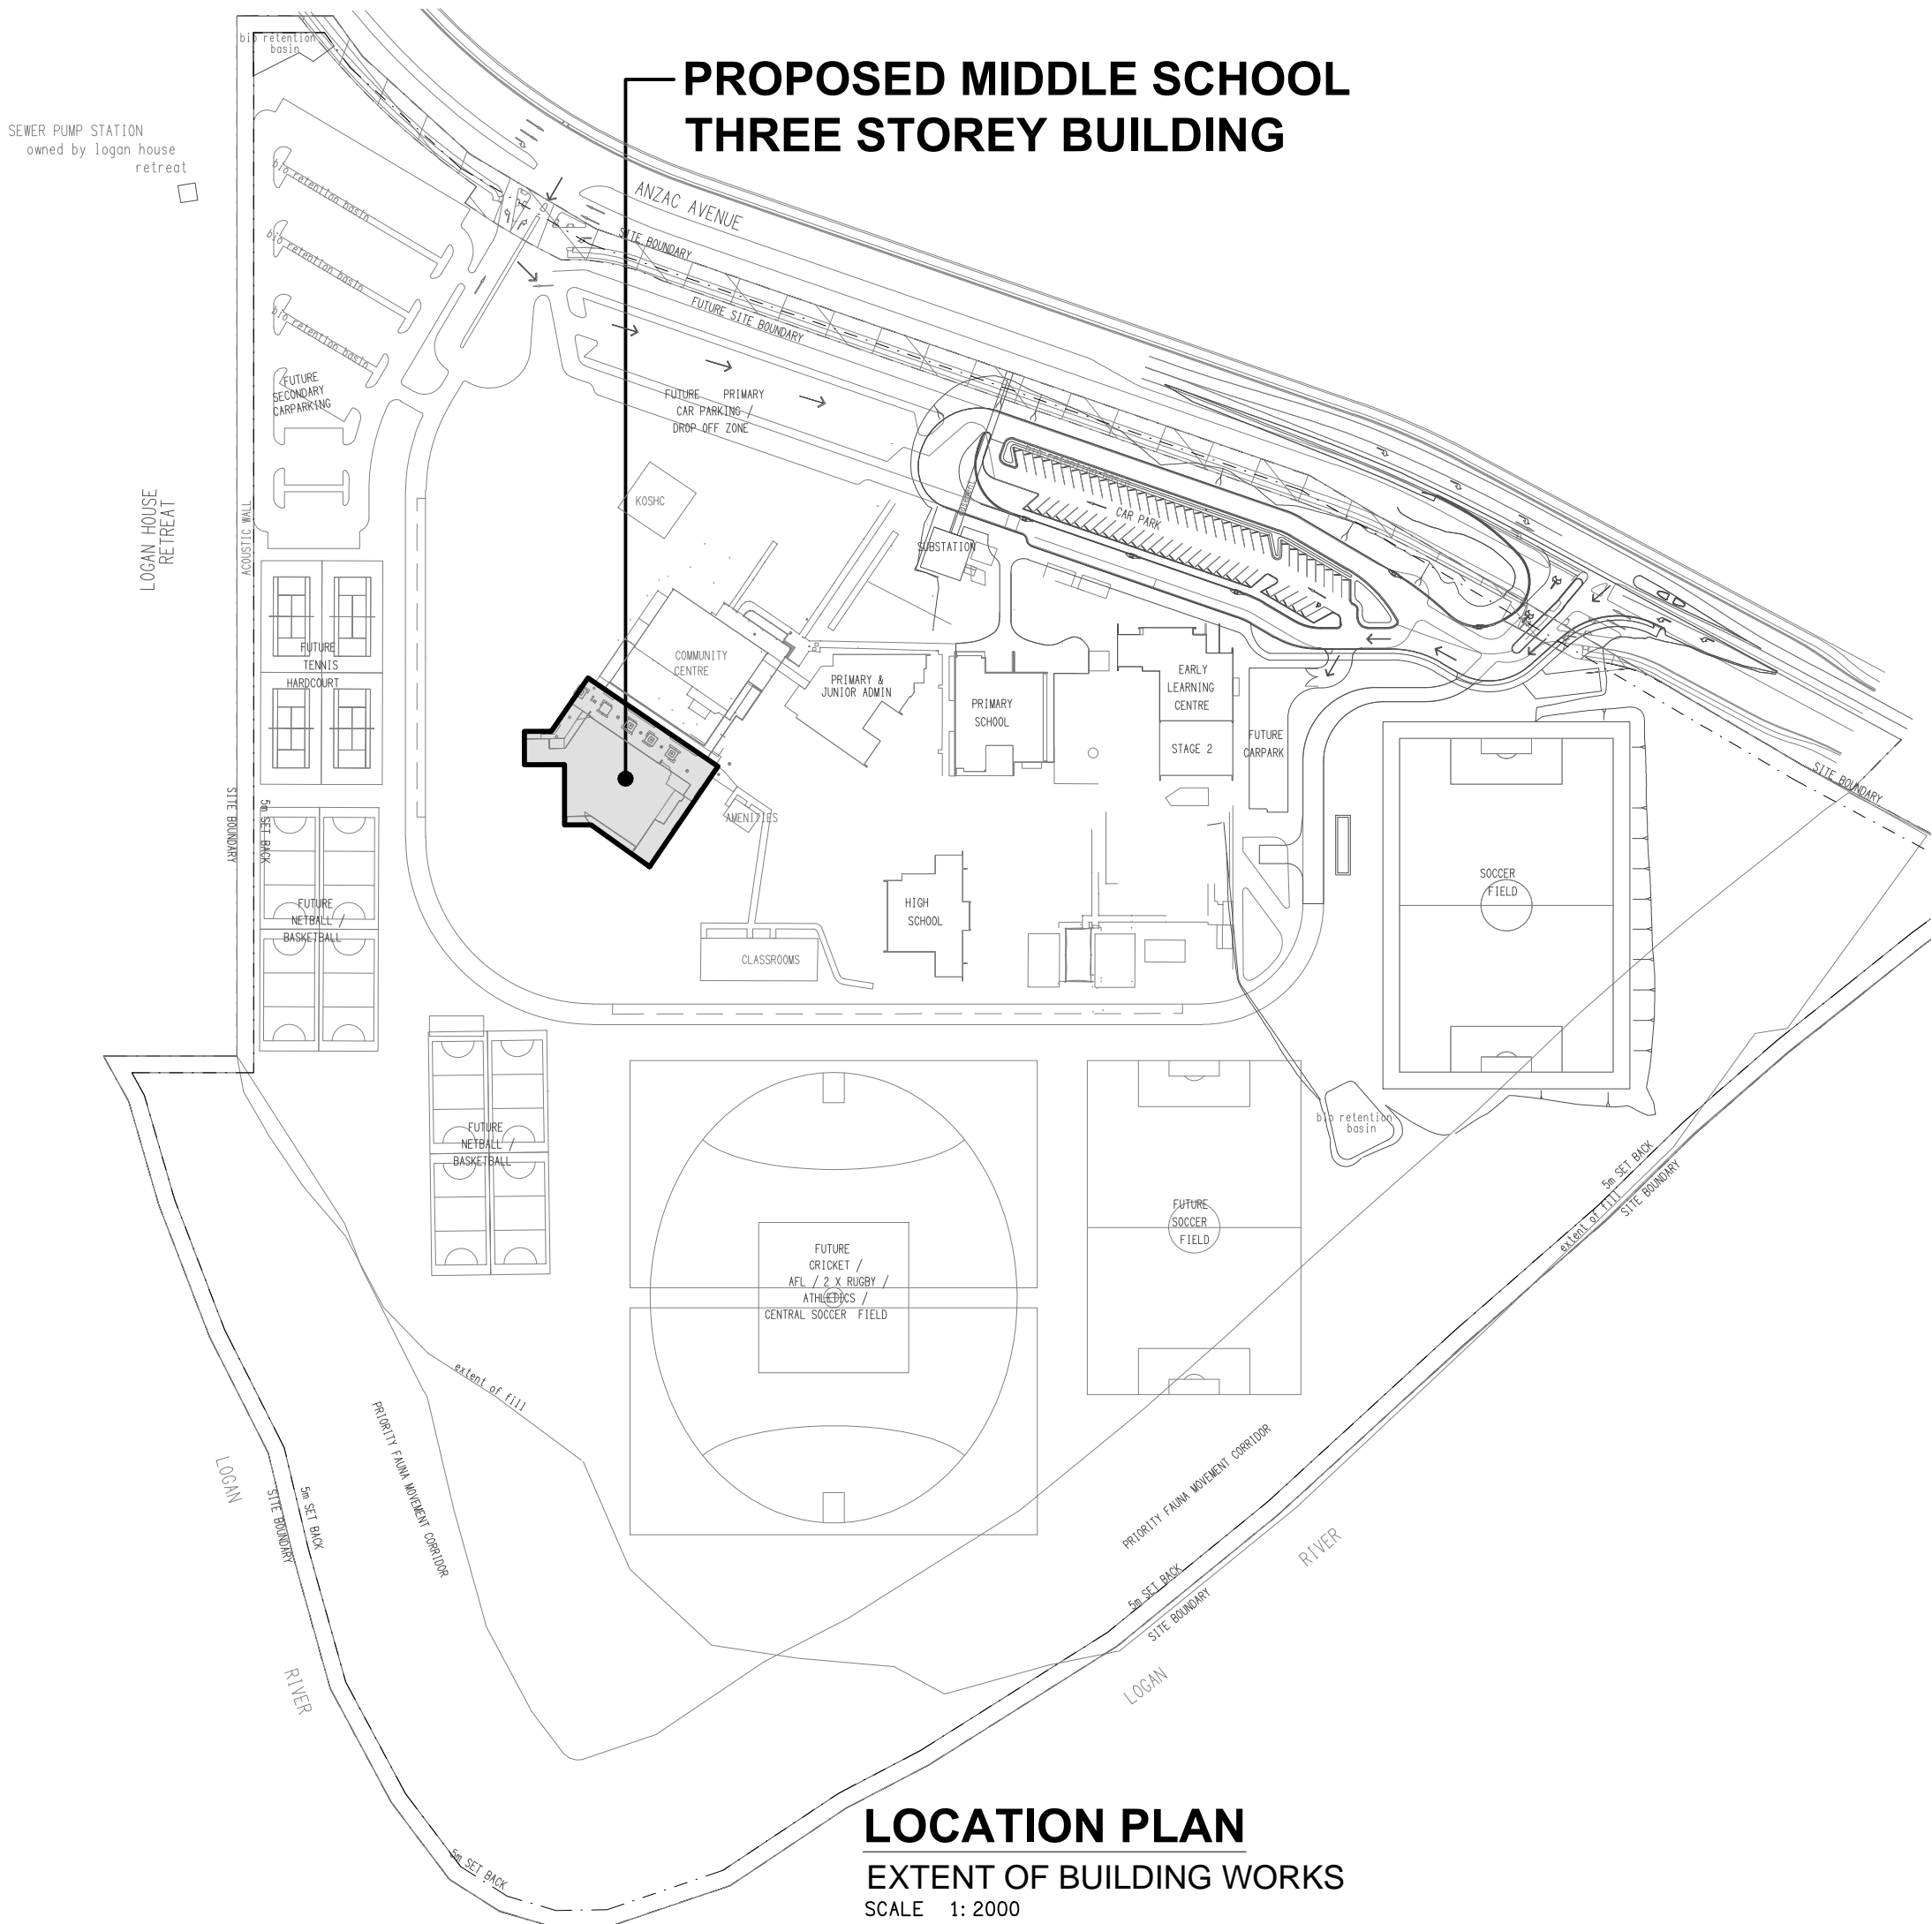 bio retention
basin
PROPOSED MIDDLE SCHOOL
THREE STOREY BUILDING
SEWER PUMP STATION
owned by logan house
retreat
bio retention basin
bio retention basin
bio retention basin
ANZAC AVENUE
SITE BOUNDARY
FUTURE SITE BOUNDARY
FUTURE
SECONDARY
CARPARKING
FUTURE PRIMARY
CAR PARKING /
DROP OFF ZONE
KOSHC
LOGAN HOUSE
RETREAT
ACOUSTIC WALL
CAR PARK
SUBSTATION
FUTURE
TENNIS
HARDCOURT
COMMUNITY
CENTRE
PRIMARY &
JUNIOR ADMIN
PRIMARY
SCHOOL
EARLY
LEARNING
CENTRE
STAGE 2
FUTURE
CARPARK
SITE BOUNDARY
SITE BOUNDARY
5m SET BACK
AMENITIES
SOCCER
FIELD
FUTURE
NETBALL /
BASKETBALL
HIGH
SCHOOL
CLASSROOMS
FUTURE
NETBALL /
BASKETBALL
bio retention
basin
5m SET BACK
extent of fill
SITE BOUNDARY
FUTURE
SOCCER
FIELD
FUTURE
CRICKET /
AFL / 2 X RUGBY /
ATHLETICS /
CENTRAL SOCCER FIELD
extent of fill
PRIORITY FAUNA MOVEMENT CORRIDOR
PRIORITY FAUNA MOVEMENT CORRIDOR
LOGAN
RIVER
5m SET BACK
SITE BOUNDARY
5m SET BACK
SITE BOUNDARY
RIVER
LOGAN
5m SET BACK
LOCATION PLAN
EXTENT OF BUILDING WORKS
SCALE 1: 2000